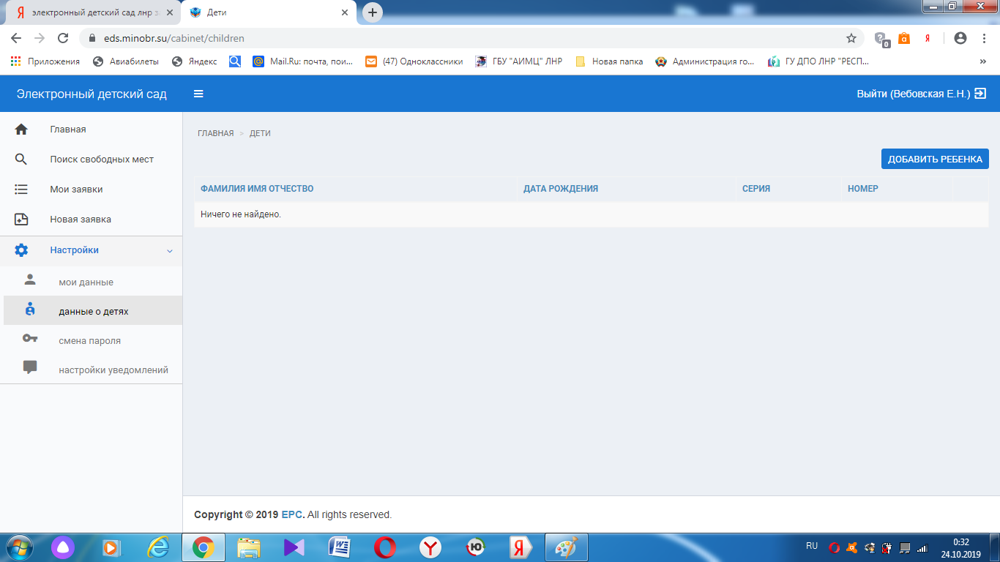 электронный детский сад лнр з
Дети
eds.minobr.su/cabinet/children
Приложения
Авиабилеты
Яндекс
Mail.Ru: почта, пои...
(47) Одноклассники
ГБУ "АИМЦ" ЛНР
Новая папка
Администрация го...
ГУ ДПО ЛНР "РЕСП...
»
Электронный детский сад
Выйти (Вебовская Е.Н.)
Главная
Поиск свободных мест
Мои заявки
Новая заявка
Настройки
мои данные
данные о детях
смена пароля
настройки уведомлений
ГЛАВНАЯ > ДЕТИ
ДОБАВИТЬ РЕБЕНКА
ФАМИЛИЯ ИМЯ ОТЧЕСТВО ДАТА РОЖДЕНИЯ СЕРИЯ НОМЕР
Ничего не найдено.
Copyright © 2019 EPC. All rights reserved.
RU
0:32
24.10.2019